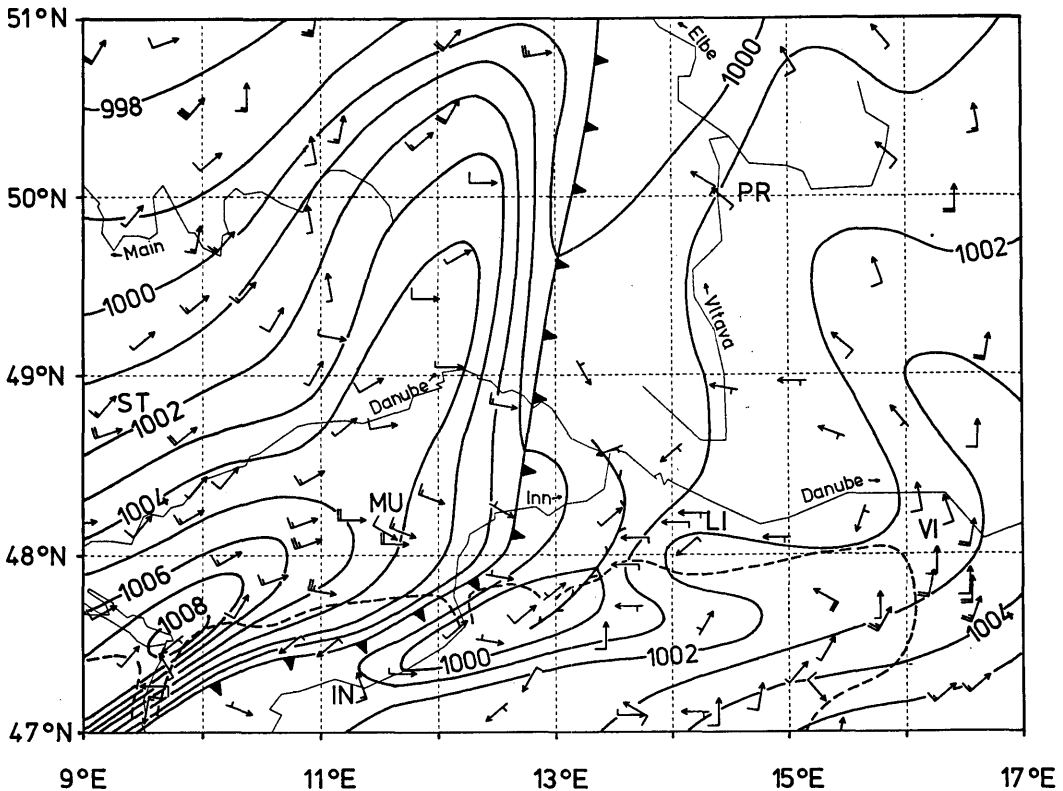 51°N
Elbe
1000
998
50°N
PR
Main
1002
1000
Vltava
49°N
ST
Danube
1002
1004
MU
Inn
Danube
LI
VI
48°N
1006
1008
1004
1000
1002
IN
47°N
9°E
11°E
13°E
15°E
17°E